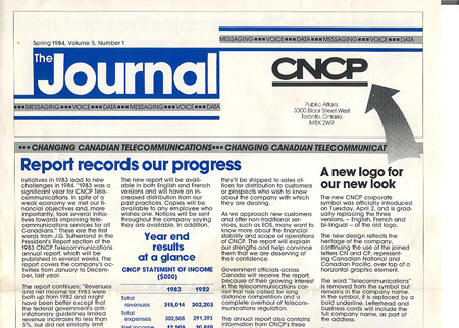 Spring 1984, Volume 5, Number 1
MESSAGING VOICE DATA MESSAGING VOICE DATA
The Journal
MESSAGING VOICE DATA MESSAGING VOICE DATA
CNCP
Public Affairs
3300 Bloor Street West
Toronto, Ontario
M8X 2W9
CHANGING CANADIAN TELECOMMUNICATIONS CHANGING CANADIAN TELECOMMUNICAT
Report records our progress
Initiatives in 1983 lead to new
challenges in 1984. "1983 was a
significant year for CNCP Tele-
communications. In spite of a
weak economy we met our fi-
nancial objectives and, more
importantly, took several initia-
tives towards improving tele-
communications services for all
Canadians." These are the first
words from J.G. Sutherland in the
President's Report section of the
1983 CNCP Telecommunications
annual report, which will be
published in several weeks. The
report covers the company's ac-
tivities from January to Decem-
ber, last year.
The report continues: "Revenues
and net income for 1983 were
both up from 1982 and might
have been better except that
the federal government's anti-
inflationary guidelines limited
revenue increases to less than
5%, but did not similarly limit
The new report will be avail-
able in both English and French
versions and will have an in-
creased distribution from our
past practices. Copies will be
available to any employee who
wishes one. Notices will be sent
throughout the company saying
they are available. In addition,
Year end
results
at a glance
CNCP STATEMENT OF INCOME
($000)
1983 1982
Total
revenues 315,014 302,203
Total
expenses 302,508 291,393
Net income
they'll be shipped to sales of-
fices for distribution to customers
or prospects who wish to know
about the company with which
they are dealing.
As we approach new customers
and offer non-traditional ser-
vices, such as EOS, many want to
know more about the financial
stability and scope of operations
of CNCP. The report will explain
our strengths and help convince
them that we are deserving of
their confidence.
Government officials across
Canada will receive the report,
because of their growing interest
in the telecommunications con-
test that has called for long
distance competition and a
complete overhaul of telecom-
munications regulation.
The annual report also contains
information from CNCP's three
A new logo for
our new look
The new CNCP corporate
symbol was officially introduced
on Tuesday, April 2, and is grad-
ually replacing the three
versions – English, French and
bi-lingual – of the old logo.
The new design reflects the
heritage of the company,
continuing the use of the joined
letters CN and CP, represent-
ing Canadian National and
Canadian Pacific, over top of a
horizontal graphic element.
The word "Telecommunications"
is removed from the symbol but
remains in the company name.
In the symbol, it is replaced by a
bold underline. Letterhead and
address cards will include the
full company name, as part of
the address.